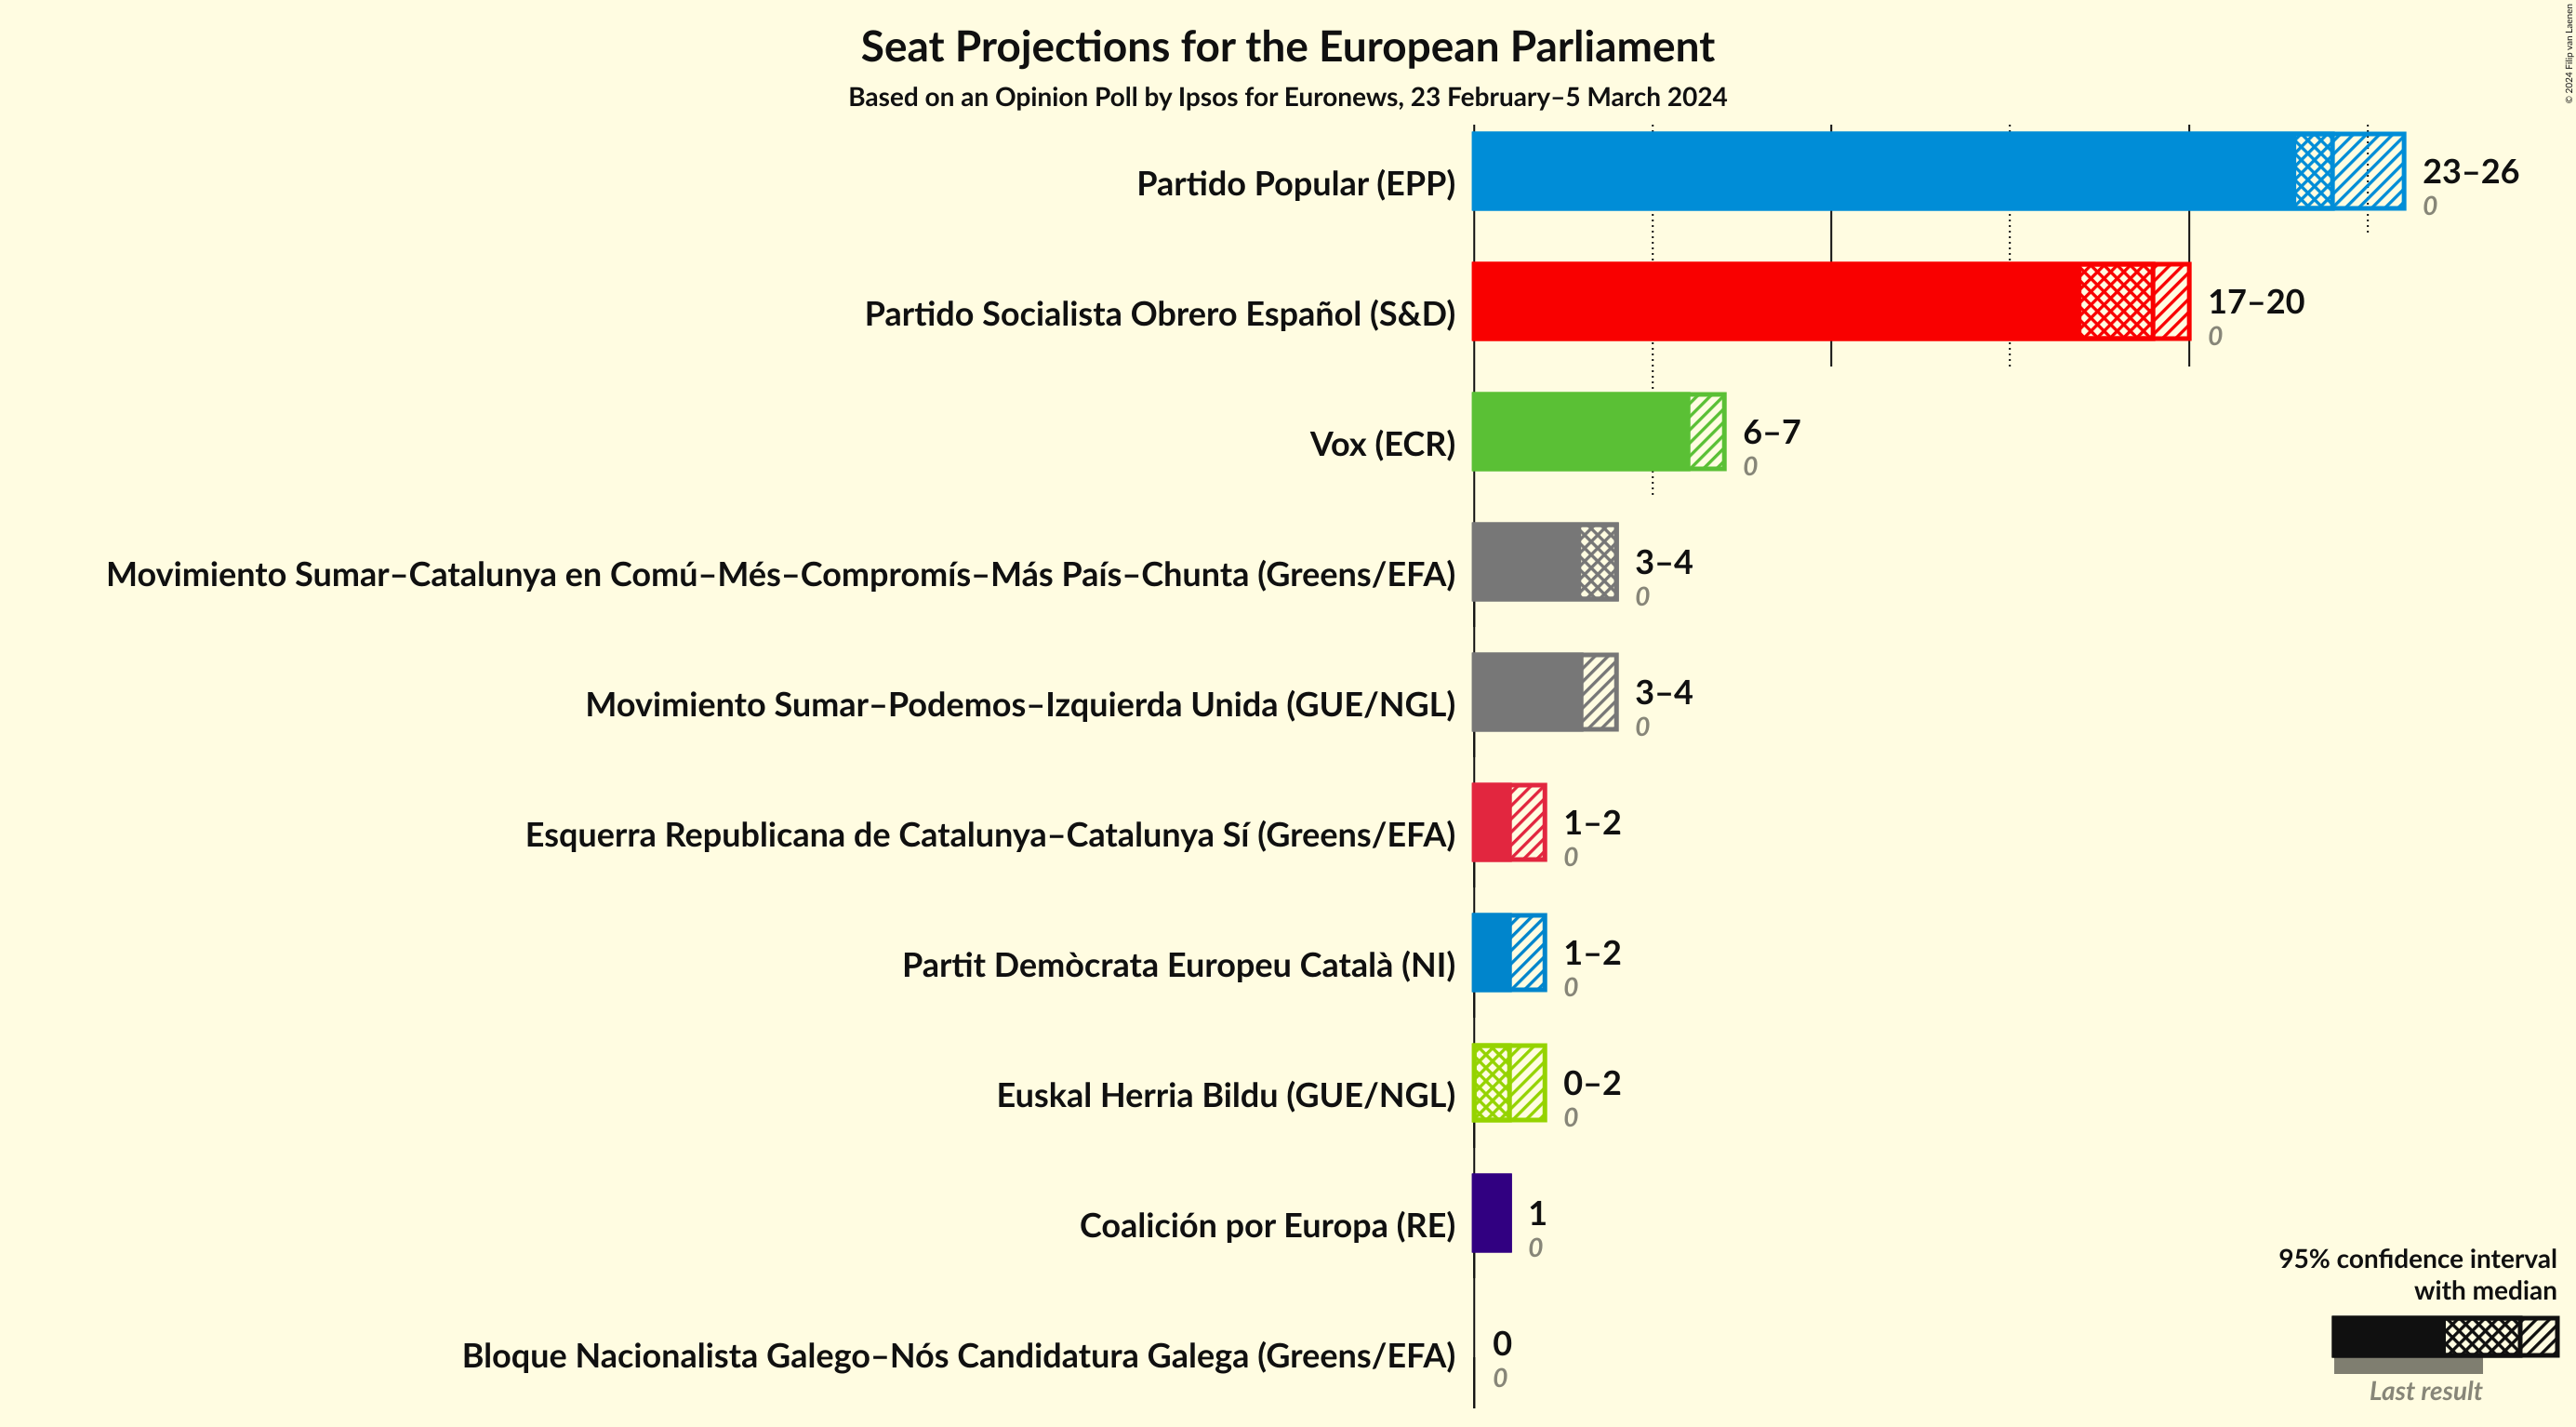 Seat Projections for the European Parliament
Based on an Opinion Poll by Ipsos for Euronews, 23 February–5 March 2024
© 2024 Filip van Laenen
Partido Popular (EPP)
23–26
0
Partido Socialista Obrero Español (S&D)
17–20
0
Vox (ECR)
6–7
0
Movimiento Sumar–Catalunya en Comú–Més–Compromís–Más País–Chunta (Greens/EFA)
3–4
0
Movimiento Sumar–Podemos–Izquierda Unida (GUE/NGL)
3–4
0
Esquerra Republicana de Catalunya–Catalunya Sí (Greens/EFA)
1–2
0
Partit Demòcrata Europeu Català (NI)
1–2
0
Euskal Herria Bildu (GUE/NGL)
0–2
0
Coalición por Europa (RE)
1
0
Bloque Nacionalista Galego–Nós Candidatura Galega (Greens/EFA)
0
0
95% confidence interval
with median
Last result